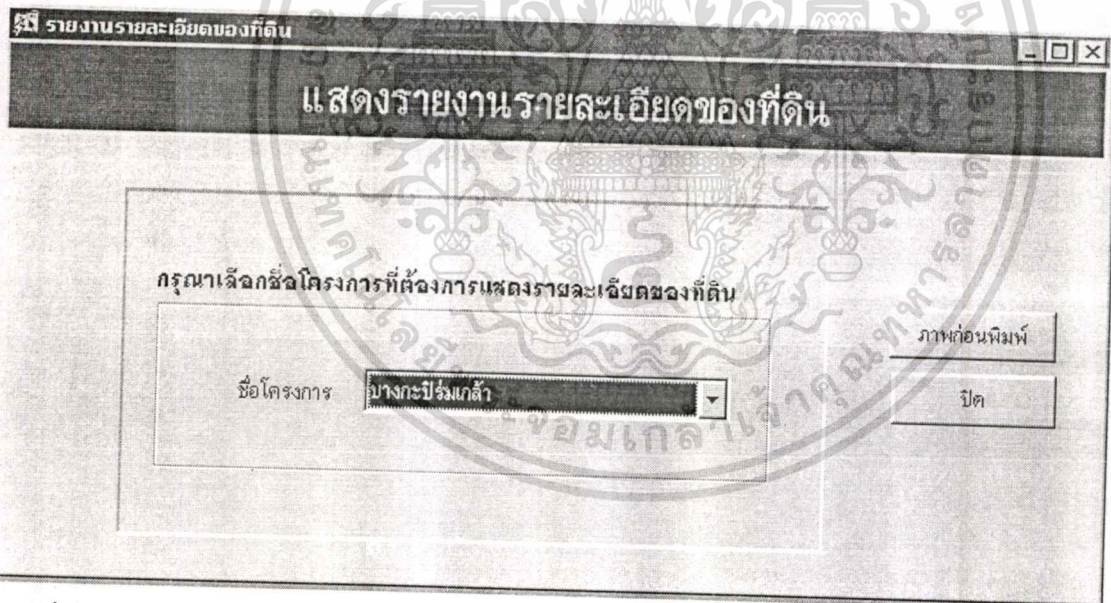 รายงานรายละเอียดของที่ดิน
แสดงรายงานรายละเอียดของที่ดิน
กรุณาเลือกชื่อโครงการที่ต้องการแสดงรายละเอียดของที่ดิน
ชื่อโครงการ
บางกะปิร่มเกล้า
ภาพก่อนพิมพ์
ปิด